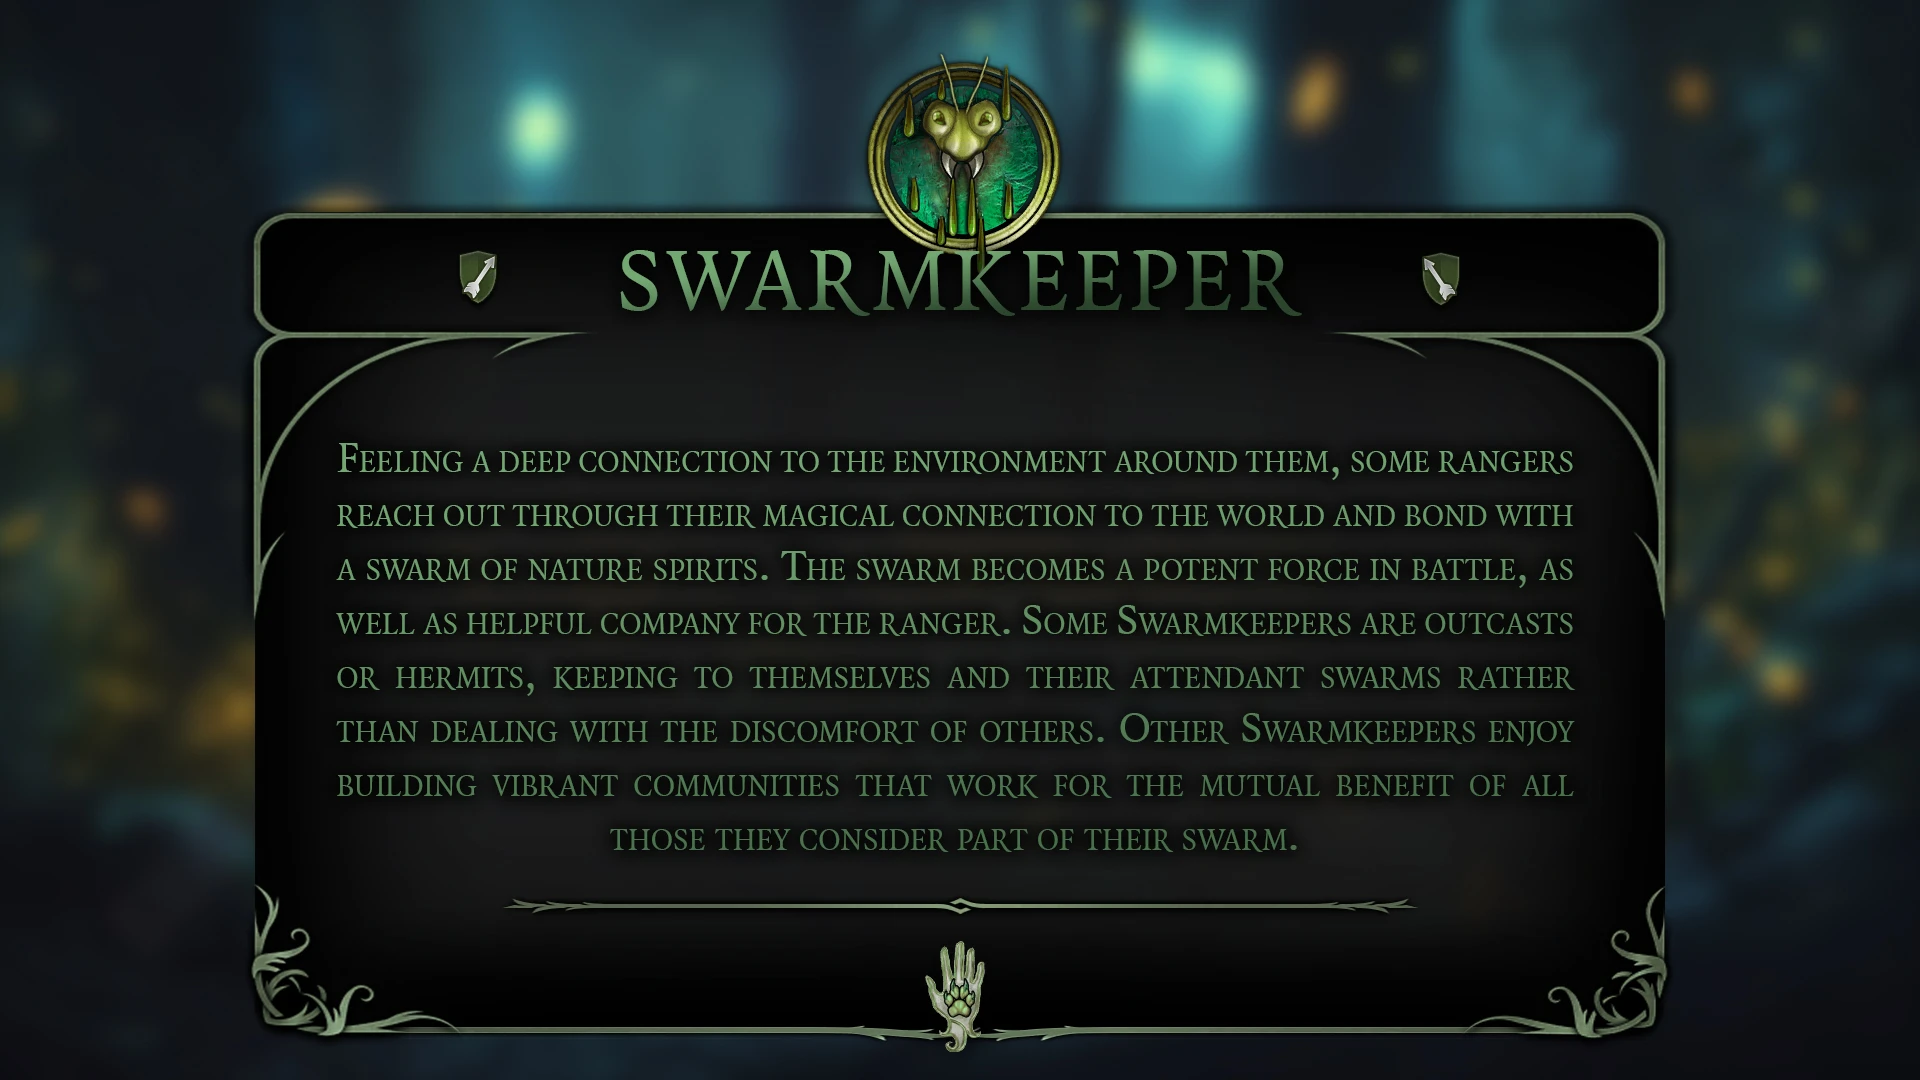 SWARMKEEPER
Feeling a deep connection to the environment around them, some rangers
reach out through their magical connection to the world and bond with
a swarm of nature spirits. The swarm becomes a potent force in battle, as
well as helpful company for the ranger. Some Swarmkeepers are outcasts
or hermits, keeping to themselves and their attendant swarms rather
than dealing with the discomfort of others. Other Swarmkeepers enjoy
building vibrant communities that work for the mutual benefit of all
those they consider part of their swarm.